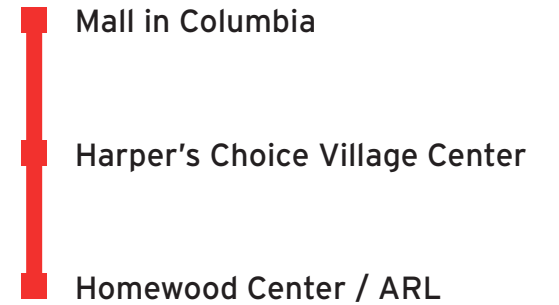 Mall in Columbia
Harper’s Choice Village Center
Homewood Center / ARL